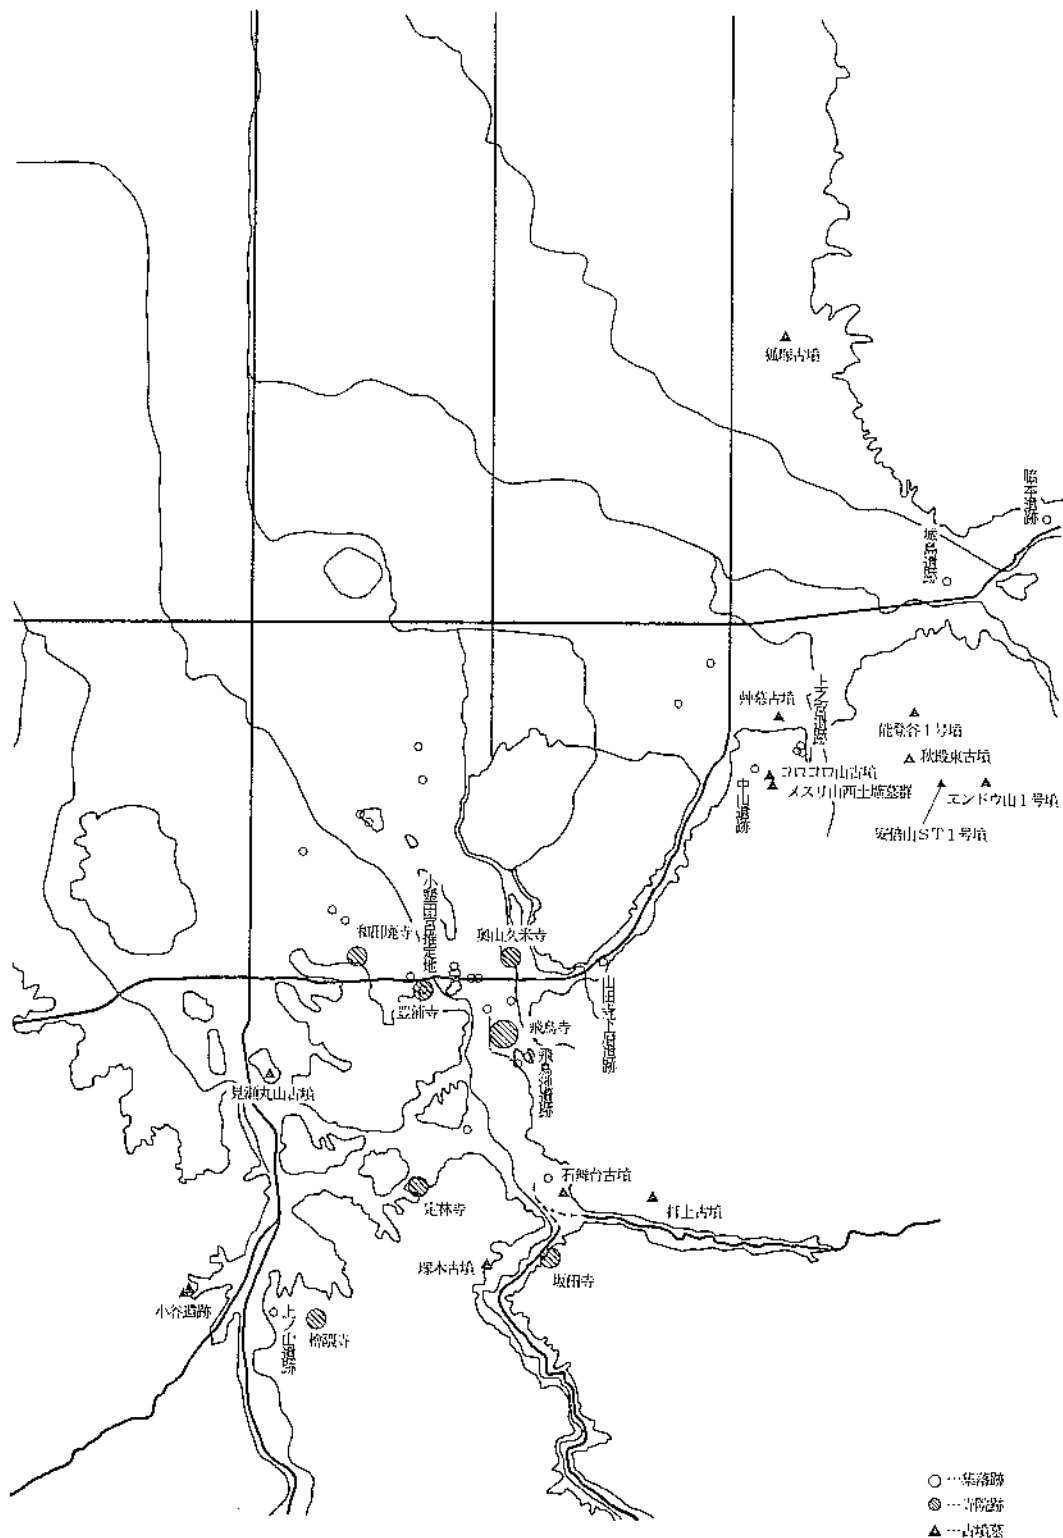 狐塚古墳
脇本遺跡
城島遺跡
上之宮遺跡
艸墓古墳
能登谷1号墳
秋殿東古墳
コロコロ山古墳
メスリ山西土壙墓群
エンドウ山1号墳
中山遺跡
安倍山ST1号墳
小墾田宮推定地
和田廃寺
奥山久米寺
山田寺下層遺跡
豊浦寺
飛鳥寺
飛鳥池遺跡
見瀬丸山古墳
石舞台古墳
打上古墳
定林寺
塚本古墳
坂田寺
小谷遺跡
上ノ山遺跡
檜隈寺
○…集落跡
◍…寺院跡
▲…古墳墓